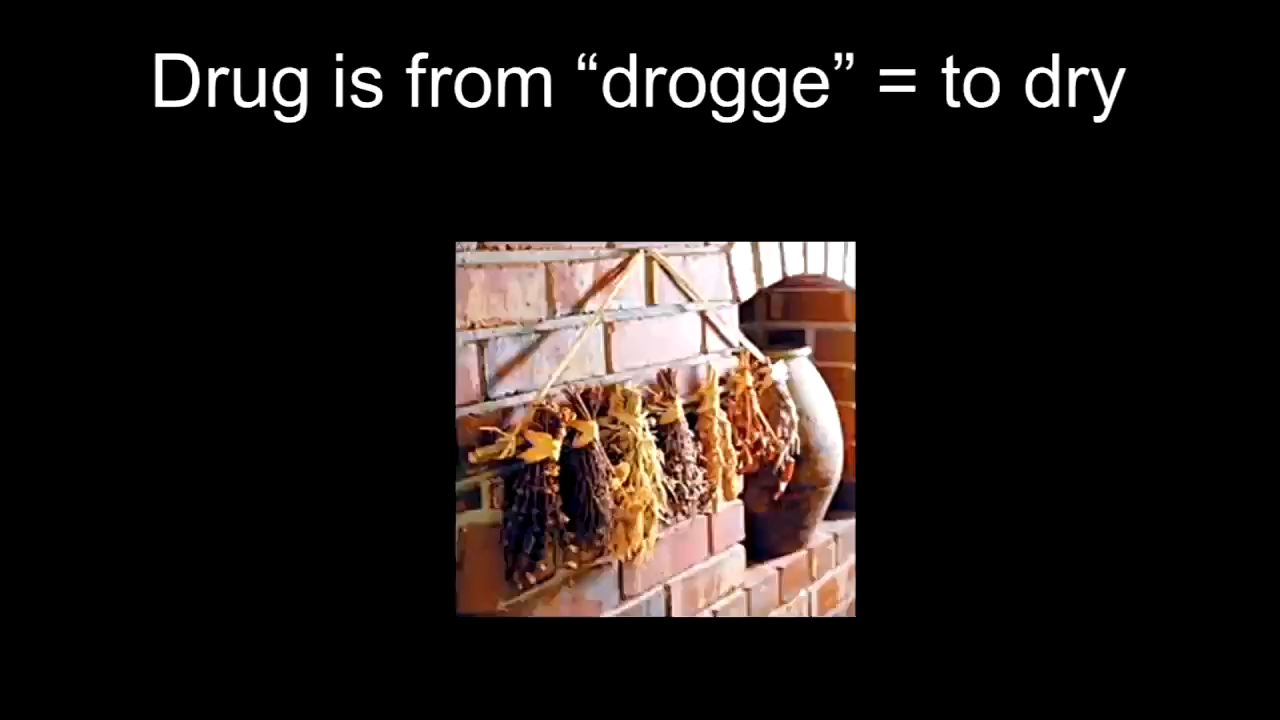 Drug is from “drogge” = to dry